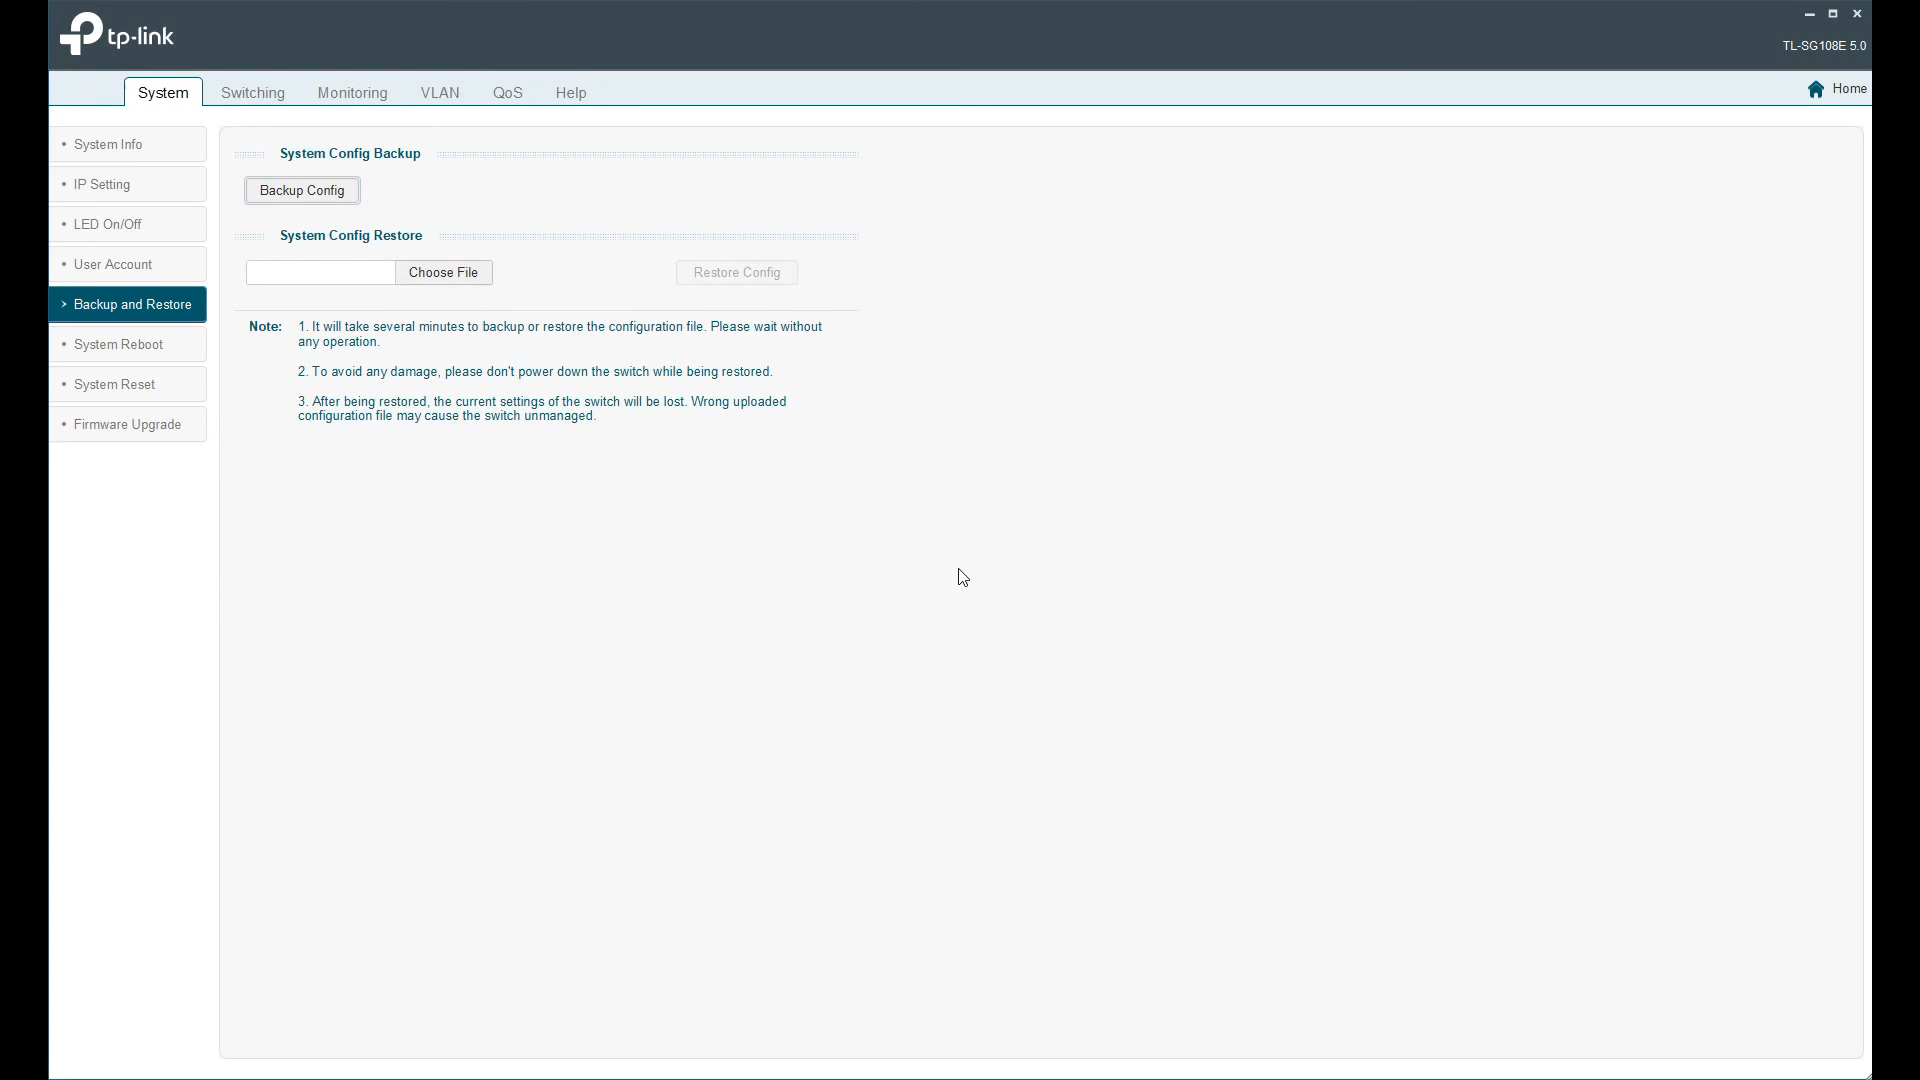 tp-link
TL-SG108E 5.0
System Switching Monitoring VLAN QoS Help
Home
System Info
IP Setting
LED On/Off
User Account
Backup and Restore
System Reboot
System Reset
Firmware Upgrade
System Config Backup
Backup Config
System Config Restore
Choose File
Restore Config
Note: 1. It will take several minutes to backup or restore the configuration file. Please wait without
any operation.
2. To avoid any damage, please don't power down the switch while being restored.
3. After being restored, the current settings of the switch will be lost. Wrong uploaded
configuration file may cause the switch unmanaged.